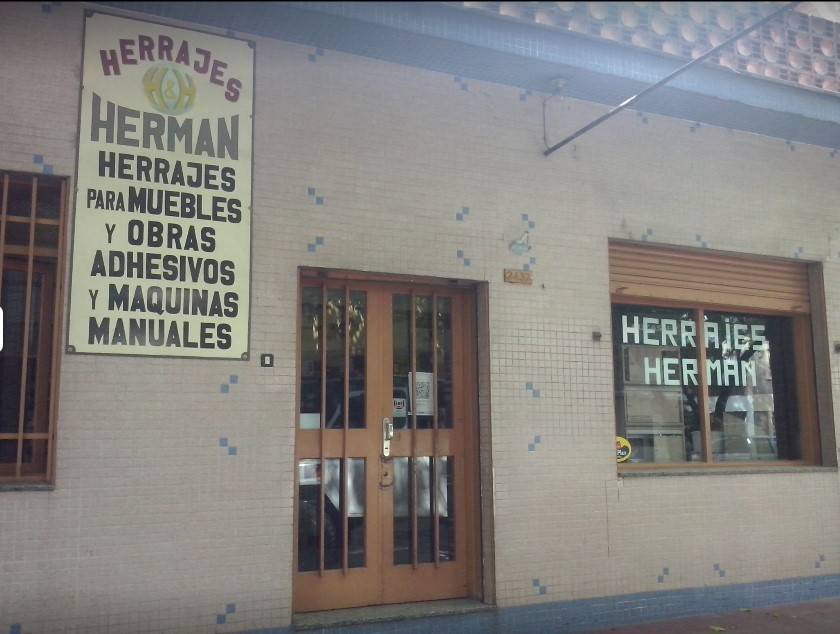 HERRAJES
H&H
HERMAN
HERRAJES
PARA MUEBLES
Y OBRAS
ADHESIVOS
Y MAQUINAS
MANUALES
HERRAJES
HERMAN